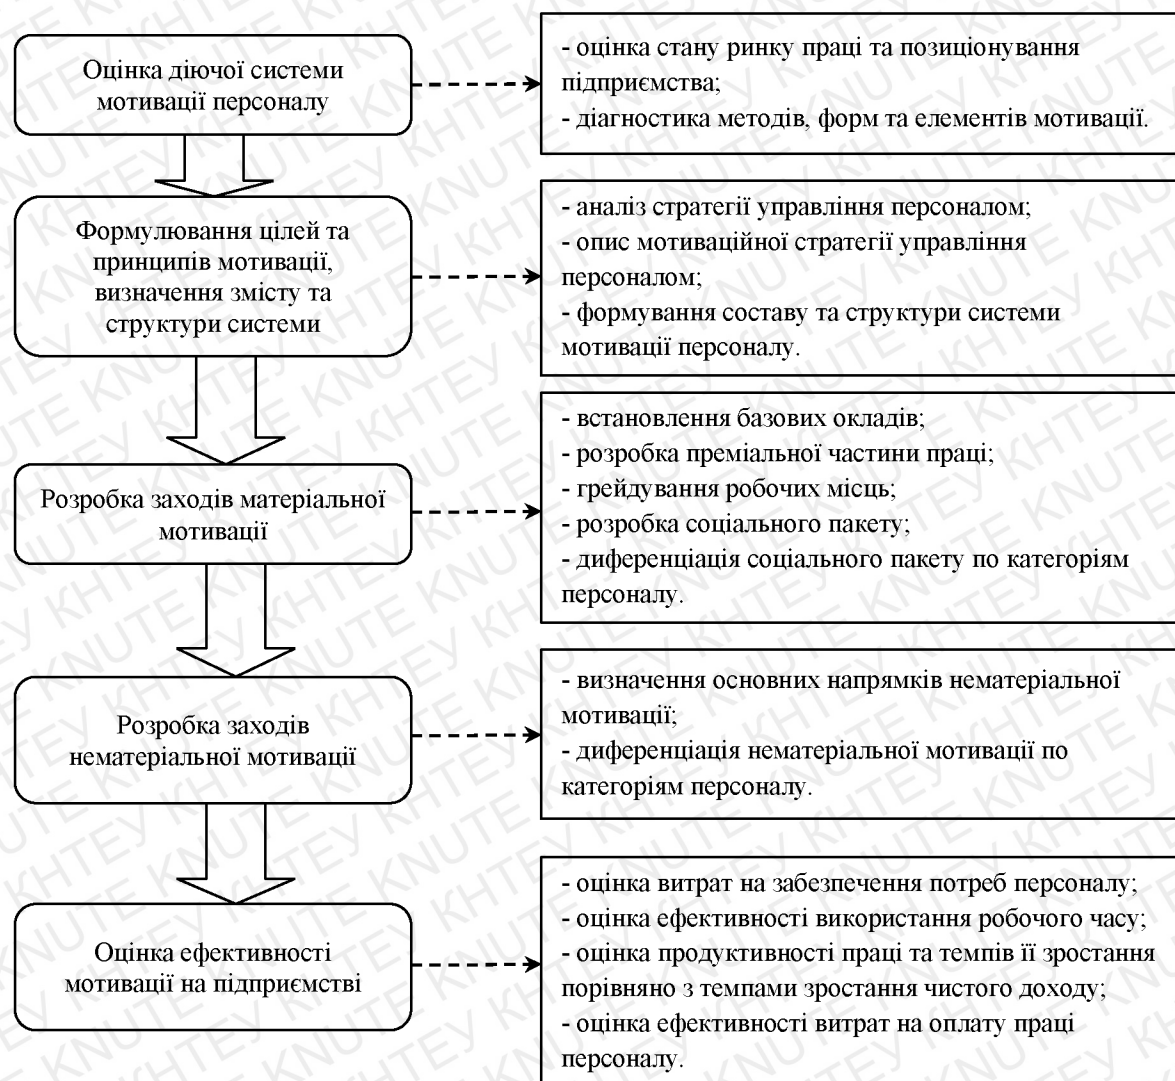 Оцінка діючої системи
мотивації персоналу
- оцінка стану ринку праці та позиціонування
підприємства;
- діагностика методів, форм та елементів мотивації.
Формулювання цілей та
принципів мотивації,
визначення змісту та
структури системи
- аналіз стратегії управління персоналом;
- опис мотиваційної стратегії управління
персоналом;
- формування составу та структури системи
мотивації персоналу.
Розробка заходів матеріальної
мотивації
- встановлення базових окладів;
- розробка преміальної частини праці;
- грейдування робочих місць;
- розробка соціального пакету;
- диференціація соціального пакету по категоріям
персоналу.
Розробка заходів
нематеріальної мотивації
- визначення основних напрямків нематеріальної
мотивації;
- диференціація нематеріальної мотивації по
категоріям персоналу.
Оцінка ефективності
мотивації на підприємстві
- оцінка витрат на забезпечення потреб персоналу;
- оцінка ефективності використання робочого часу;
- оцінка продуктивності праці та темпів її зростання
порівняно з темпами зростання чистого доходу;
- оцінка ефективності витрат на оплату праці
персоналу.